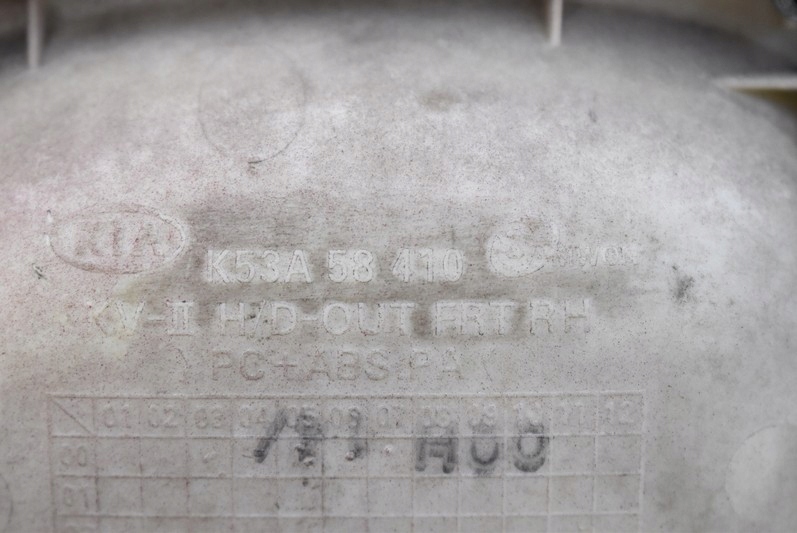 KIA K53A 58 410
KV-II H/D-OUT FRT RH
PC+ABS, PA
01 02 03 04 05 06 07 08 09 10 11 12
00
01